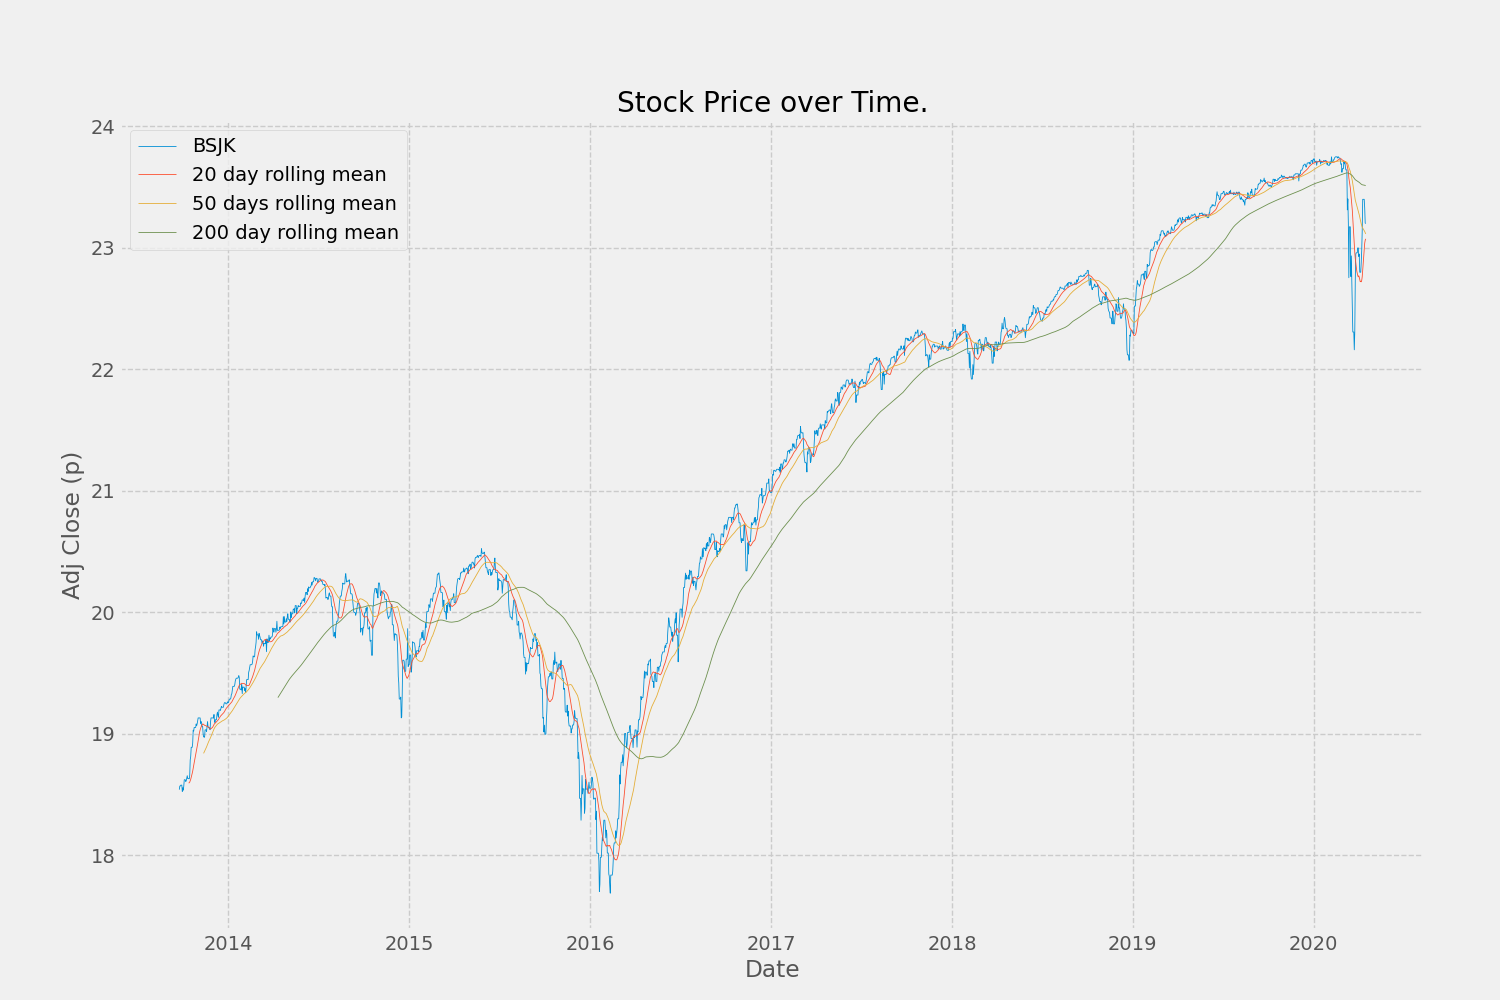 Stock Price over Time.
BSJK
20 day rolling mean
50 days rolling mean
200 day rolling mean
Adj Close (p)
24
23
22
21
20
19
18
2014 2015 2016 2017 2018 2019 2020
Date